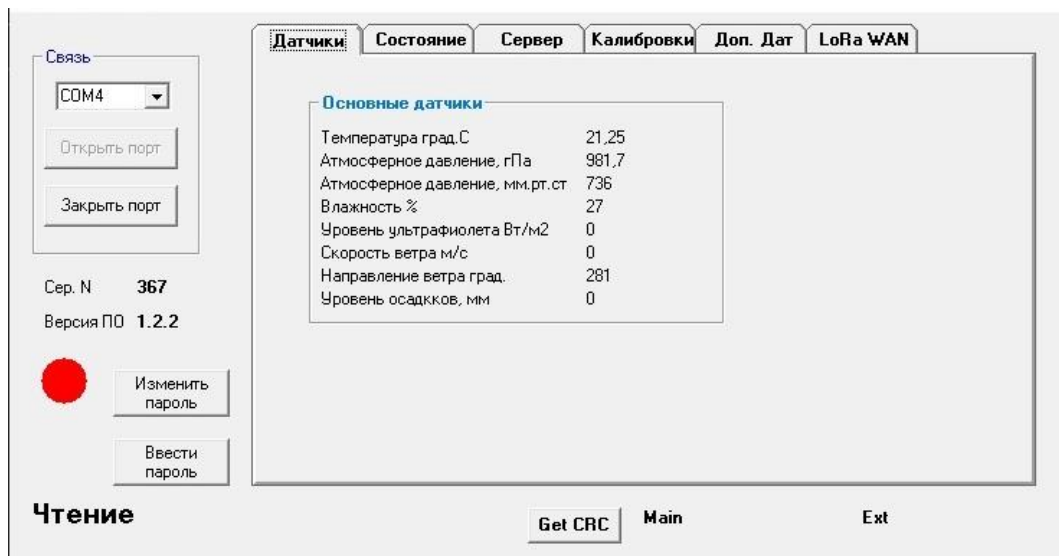 Датчики Состояние Сервер Калибровки Доп. Дат LoRa WAN
Связь
COM4
Открыть порт
Закрыть порт
Сер. N 367
Версия ПО 1.2.2
Изменить
пароль
Ввести
пароль
Основные датчики
Температура град.С 21,25
Атмосферное давление, гПа 981,7
Атмосферное давление, мм.рт.ст 736
Влажность % 27
Уровень ультрафиолета Вт/м2 0
Скорость ветра м/с 0
Направление ветра град. 281
Уровень осадкков, мм 0
Чтение
Get CRC Main Ext